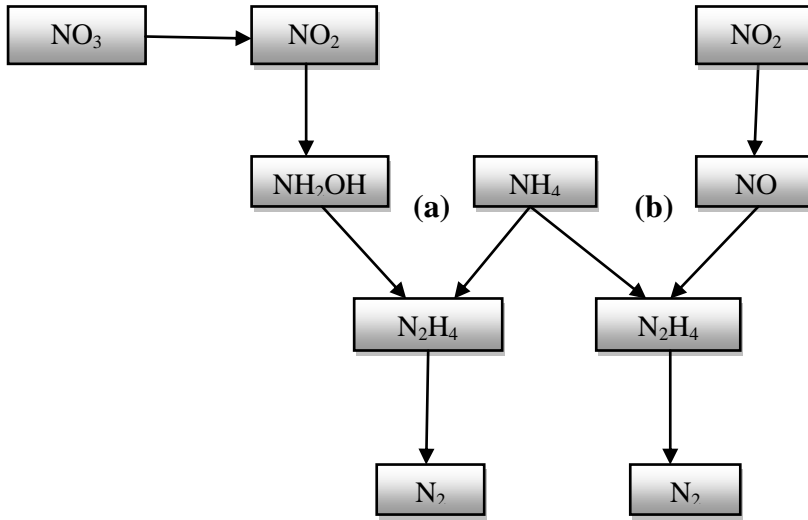 NO₃ NO₂ NO₂
NH₂OH (a) NH₄ (b) NO
N₂H₄ N₂H₄
N₂ N₂